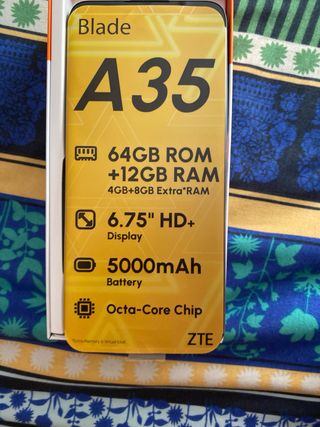 Blade
A35
64GB ROM
+12GB RAM
4GB+8GB Extra*RAM
6.75" HD+
Display
5000mAh
Battery
Octa-Core Chip
ZTE